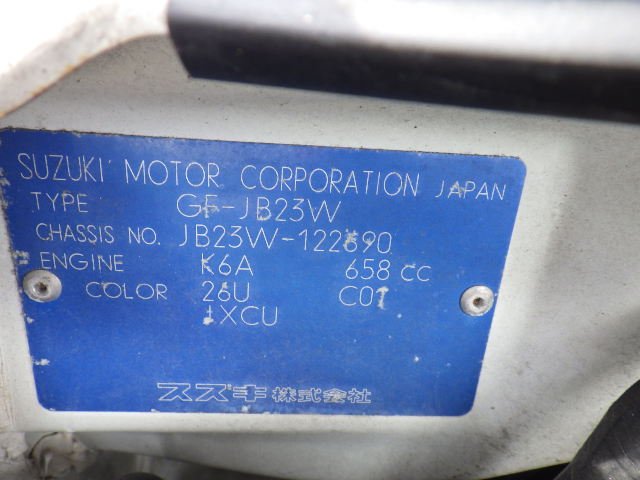 SUZUKI MOTOR CORPORATION JAPAN
TYPE GF-JB23W
CHASSIS NO. JB23W-122690
ENGINE K6A 658 CC
COLOR 26U C01
1XCU
スズキ株式会社